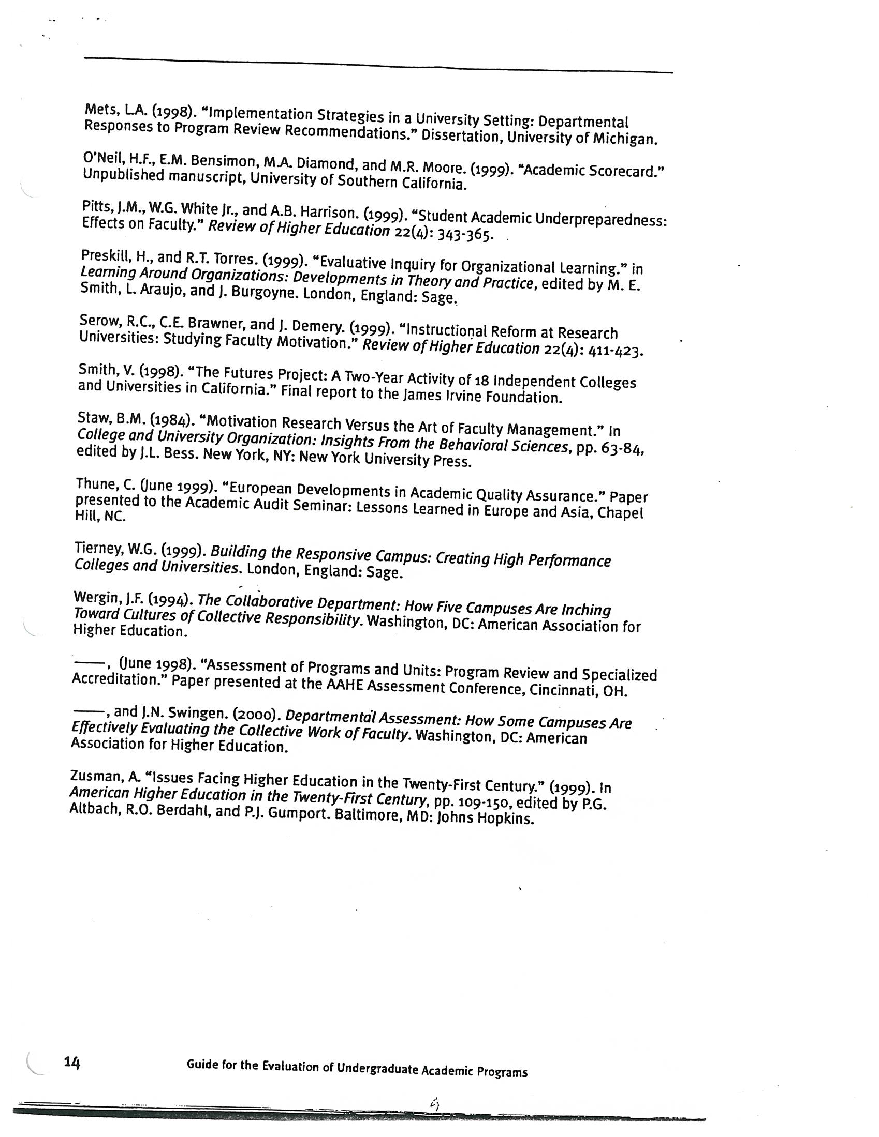 Mets, L.A. (1998). "Implementation Strategies in a University Setting: Departmental
Responses to Program Review Recommendations." Dissertation, University of Michigan.
O'Neil, H.F., E.M. Bensimon, M.A. Diamond, and M.R. Moore. (1999). "Academic Scorecard."
Unpublished manuscript, University of Southern California.
Pitts, J.M., W.G. White Jr., and A.B. Harrison. (1999). "Student Academic Underpreparedness:
Effects on Faculty." Review of Higher Education 22(4): 343-365.
Preskill, H., and R.T. Torres. (1999). "Evaluative Inquiry for Organizational Learning." in
Learning Around Organizations: Developments in Theory and Practice, edited by M. E.
Smith, L. Araujo, and J. Burgoyne. London, England: Sage.
Serow, R.C., C.E. Brawner, and J. Demery. (1999). "Instructional Reform at Research
Universities: Studying Faculty Motivation." Review of Higher Education 22(4): 411-423.
Smith, V. (1998). "The Futures Project: A Two-Year Activity of 18 Independent Colleges
and Universities in California." Final report to the James Irvine Foundation.
Staw, B.M. (1984). "Motivation Research Versus the Art of Faculty Management." In
College and University Organization: Insights From the Behavioral Sciences, pp. 63-84,
edited by J.L. Bess. New York, NY: New York University Press.
Thune, C. (June 1999). "European Developments in Academic Quality Assurance." Paper
presented to the Academic Audit Seminar: Lessons Learned in Europe and Asia, Chapel
Hill, NC.
Tierney, W.G. (1999). Building the Responsive Campus: Creating High Performance
Colleges and Universities. London, England: Sage.
Wergin, J.F. (1994). The Collaborative Department: How Five Campuses Are Inching
Toward Cultures of Collective Responsibility. Washington, DC: American Association for
Higher Education.
——, (June 1998). "Assessment of Programs and Units: Program Review and Specialized
Accreditation." Paper presented at the AAHE Assessment Conference, Cincinnati, OH.
——, and J.N. Swingen. (2000). Departmental Assessment: How Some Campuses Are
Effectively Evaluating the Collective Work of Faculty. Washington, DC: American
Association for Higher Education.
Zusman, A. "Issues Facing Higher Education in the Twenty-First Century." (1999). In
American Higher Education in the Twenty-First Century, pp. 109-150, edited by P.G.
Altbach, R.O. Berdahl, and P.J. Gumport. Baltimore, MD: Johns Hopkins.
14 Guide for the Evaluation of Undergraduate Academic Programs